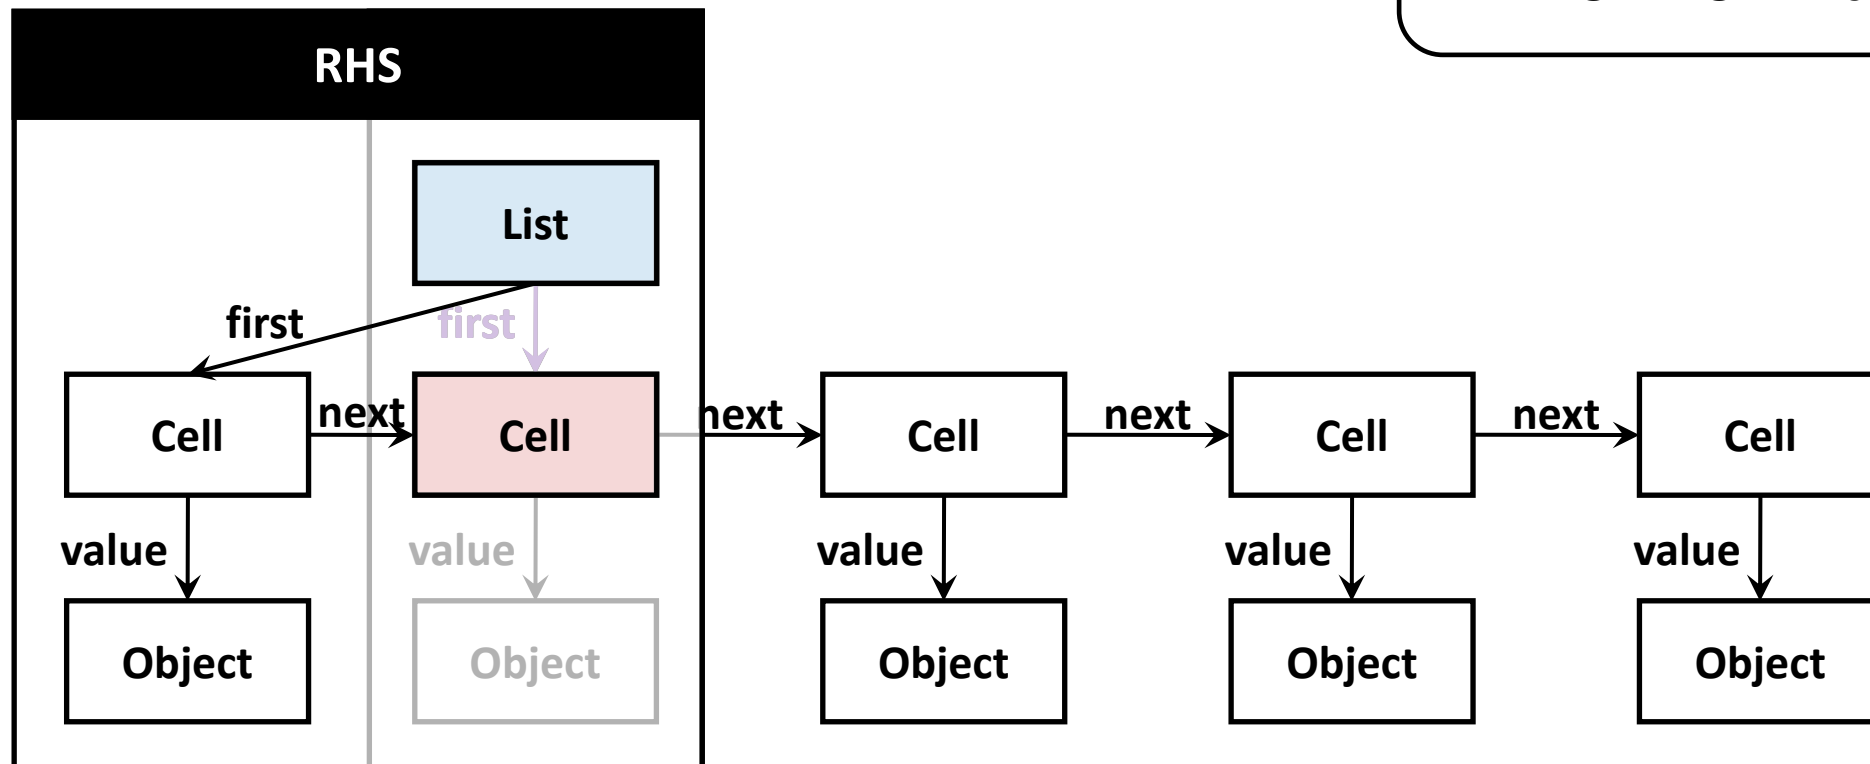 RHS
List
first
first
Cell
next
Cell
next
Cell
next
Cell
next
Cell
value
value
value
value
value
Object
Object
Object
Object
Object